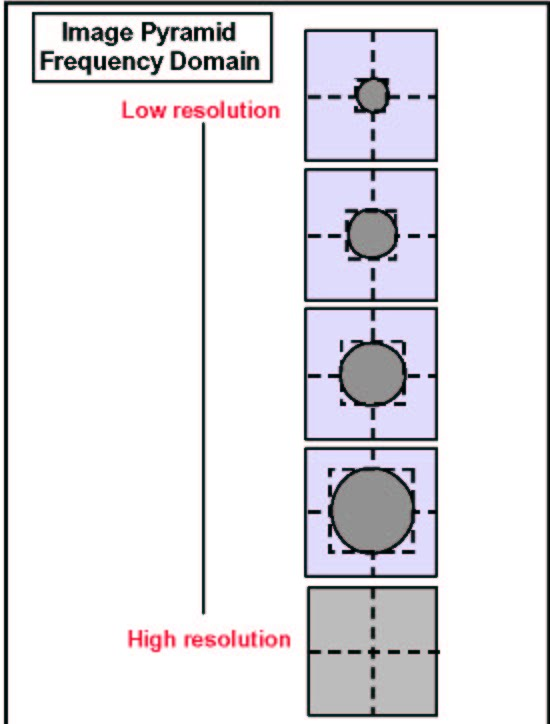 Image Pyramid
Frequency Domain
Low resolution
High resolution